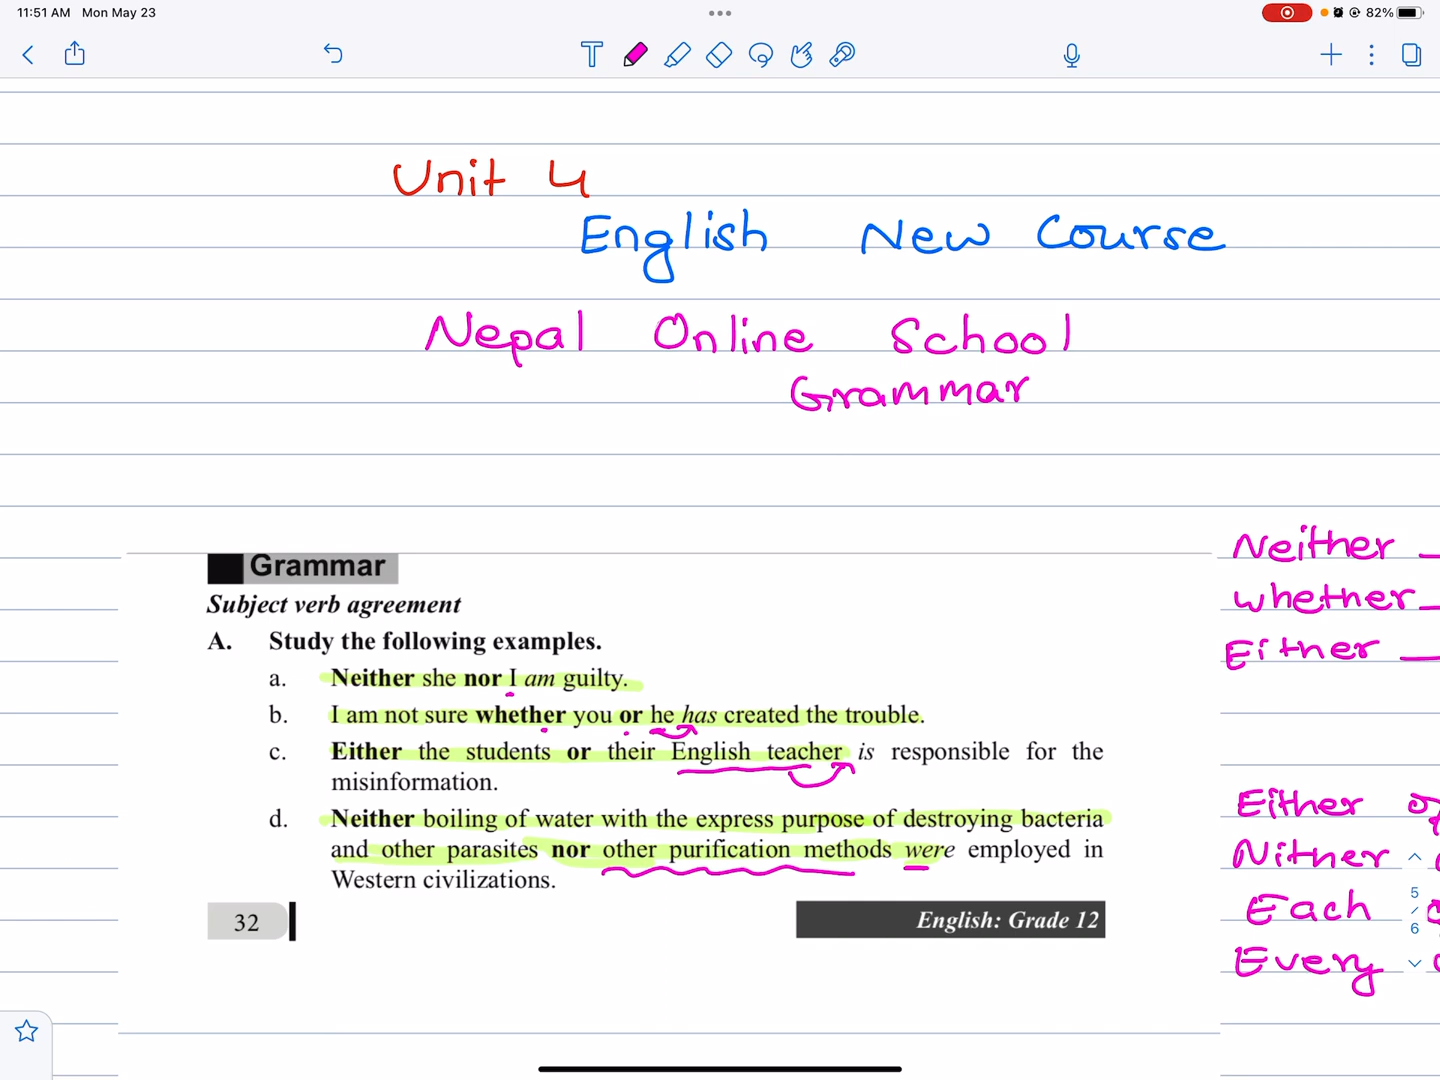 11:51 AM Mon May 23
82%
Unit 4
English New Course
Nepal Online School
Grammar
Grammar
Subject verb agreement
A. Study the following examples.
a. Neither she nor I am guilty.
b. I am not sure whether you or he has created the trouble.
c. Either the students or their English teacher is responsible for the
misinformation.
d. Neither boiling of water with the express purpose of destroying bacteria
and other parasites nor other purification methods were employed in
Western civilizations.
32
English: Grade 12
Neither
whether
Either
Either
Nither
Each
Every
5
/
6